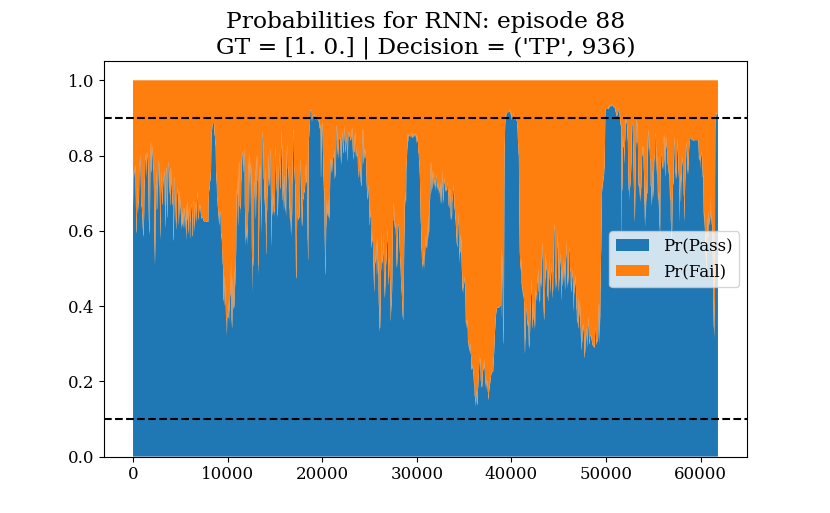 Probabilities for RNN: episode 88
GT = [1. 0.] | Decision = ('TP', 936)
1.0
0.8
0.6
0.4
0.2
0.0
Pr(Pass)
Pr(Fail)
0 10000 20000 30000 40000 50000 60000